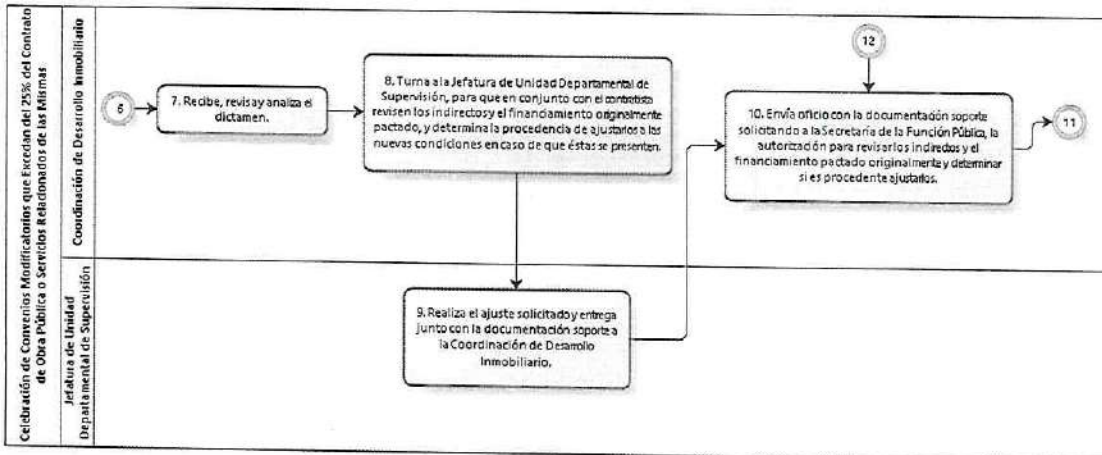 Celebración de Convenios Modificatorios que Excedan del 25% del Contrato
de Obra Pública o Servicios Relacionados de las Mismas
Coordinación de Desarrollo Inmobiliario
6
7. Recibe, revisa y analiza el
dictamen.
8. Turna a la Jefatura de Unidad Departamental de
Supervisión, para que en conjunto con el contratista
revisen los indirectos y el financiamiento originalmente
pactado, y determina la procedencia de ajustarlos a las
nuevas condiciones en caso de que éstas se presenten.
12
10. Envía oficio con la documentación soporte
solicitando a la Secretaría de la Función Pública, la
autorización para revisar los indirectos y el
financiamiento pactado originalmente y determinar
si es procedente ajustarlos.
11
Jefatura de Unidad
Departamental de Supervisión
9. Realiza el ajuste solicitado y entrega
junto con la documentación soporte a
la Coordinación de Desarrollo
Inmobiliario.